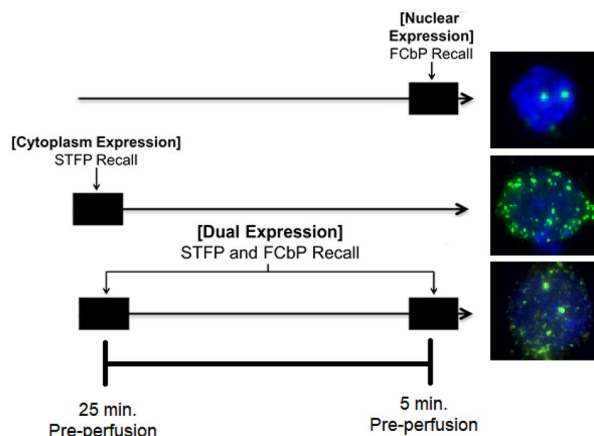 [Nuclear
Expression]
FCbP Recall
[Cytoplasm Expression]
STFP Recall
[Dual Expression]
STFP and FCbP Recall
25 min.
Pre-perfusion
5 min.
Pre-perfusion